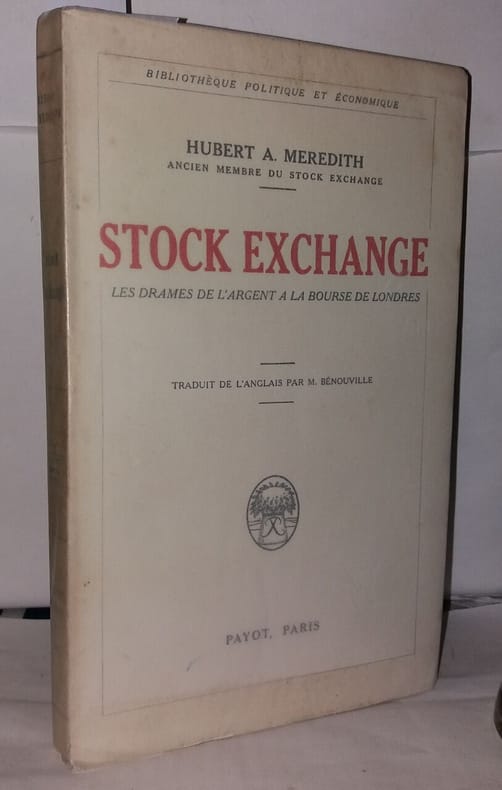 BIBLIOTHÈQUE POLITIQUE ET ÉCONOMIQUE
HUBERT A. MEREDITH
ANCIEN MEMBRE DU STOCK EXCHANGE
STOCK EXCHANGE
LES DRAMES DE L'ARGENT A LA BOURSE DE LONDRES
TRADUIT DE L'ANGLAIS PAR M. BÉNOUVILLE
PAYOT, PARIS